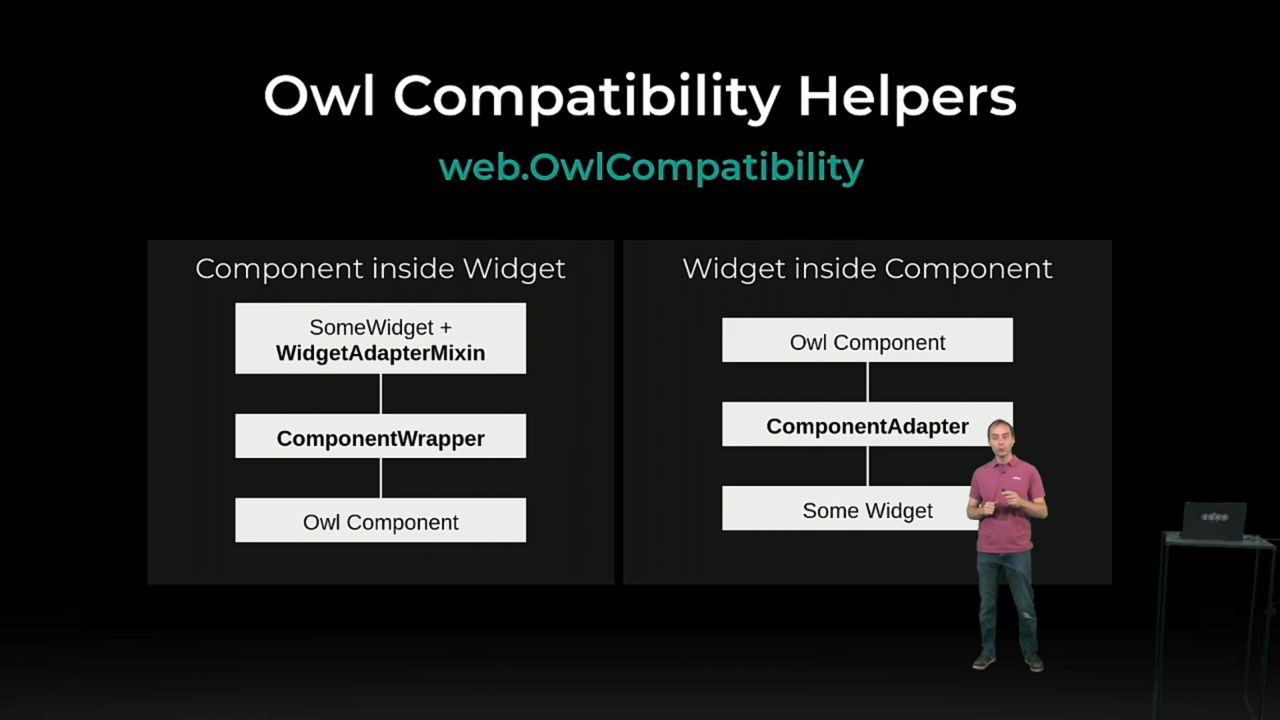 Owl Compatibility Helpers
web.OwlCompatibility
Component inside Widget
SomeWidget +
WidgetAdapterMixin
ComponentWrapper
Owl Component
Widget inside Component
Owl Component
ComponentAdapter
Some Widget
odoo